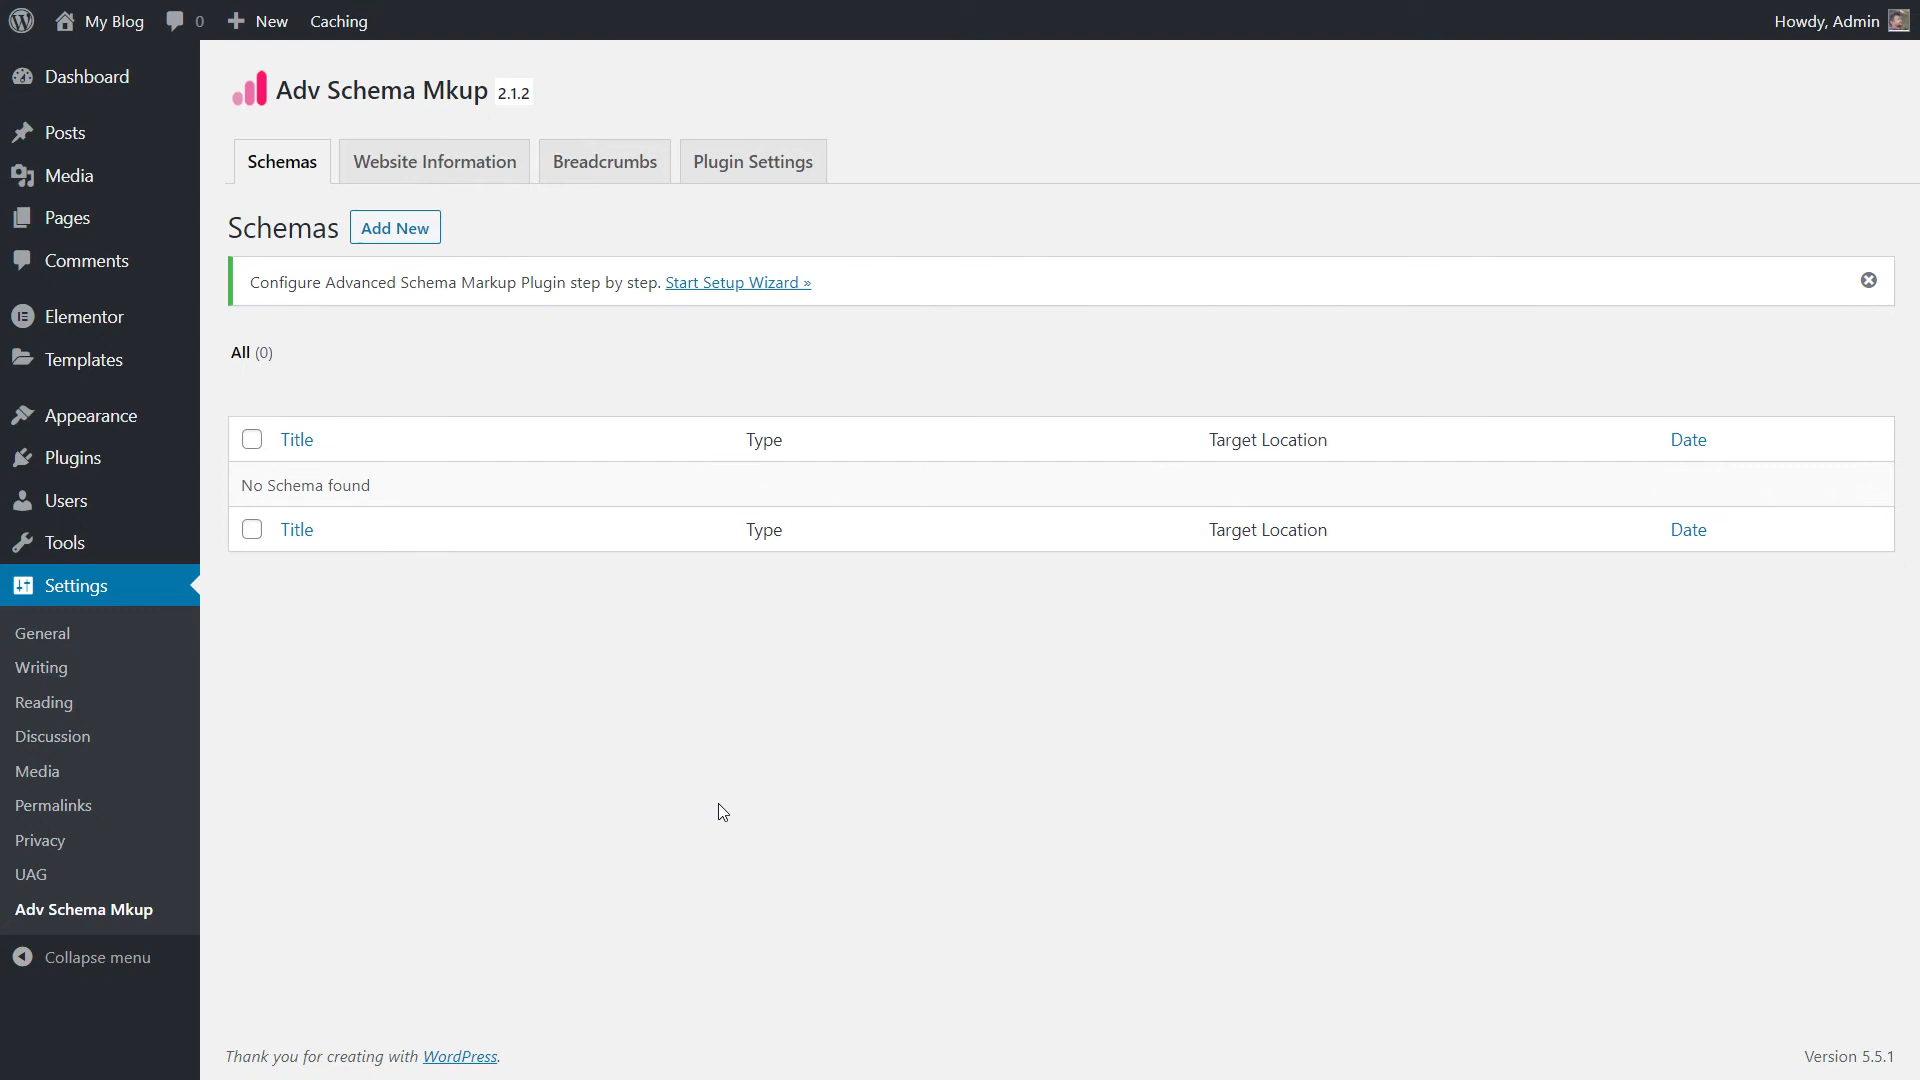 My Blog 0 New Caching Howdy, Admin
Dashboard
Posts
Media
Pages
Comments
Elementor
Templates
Appearance
Plugins
Users
Tools
Settings
General
Writing
Reading
Discussion
Media
Permalinks
Privacy
UAG
Adv Schema Mkup
Collapse menu
Adv Schema Mkup 2.1.2
Schemas Website Information Breadcrumbs Plugin Settings
Schemas Add New
Configure Advanced Schema Markup Plugin step by step. Start Setup Wizard »
All (0)
Title Type Target Location Date
No Schema found
Title Type Target Location Date
Thank you for creating with WordPress. Version 5.5.1